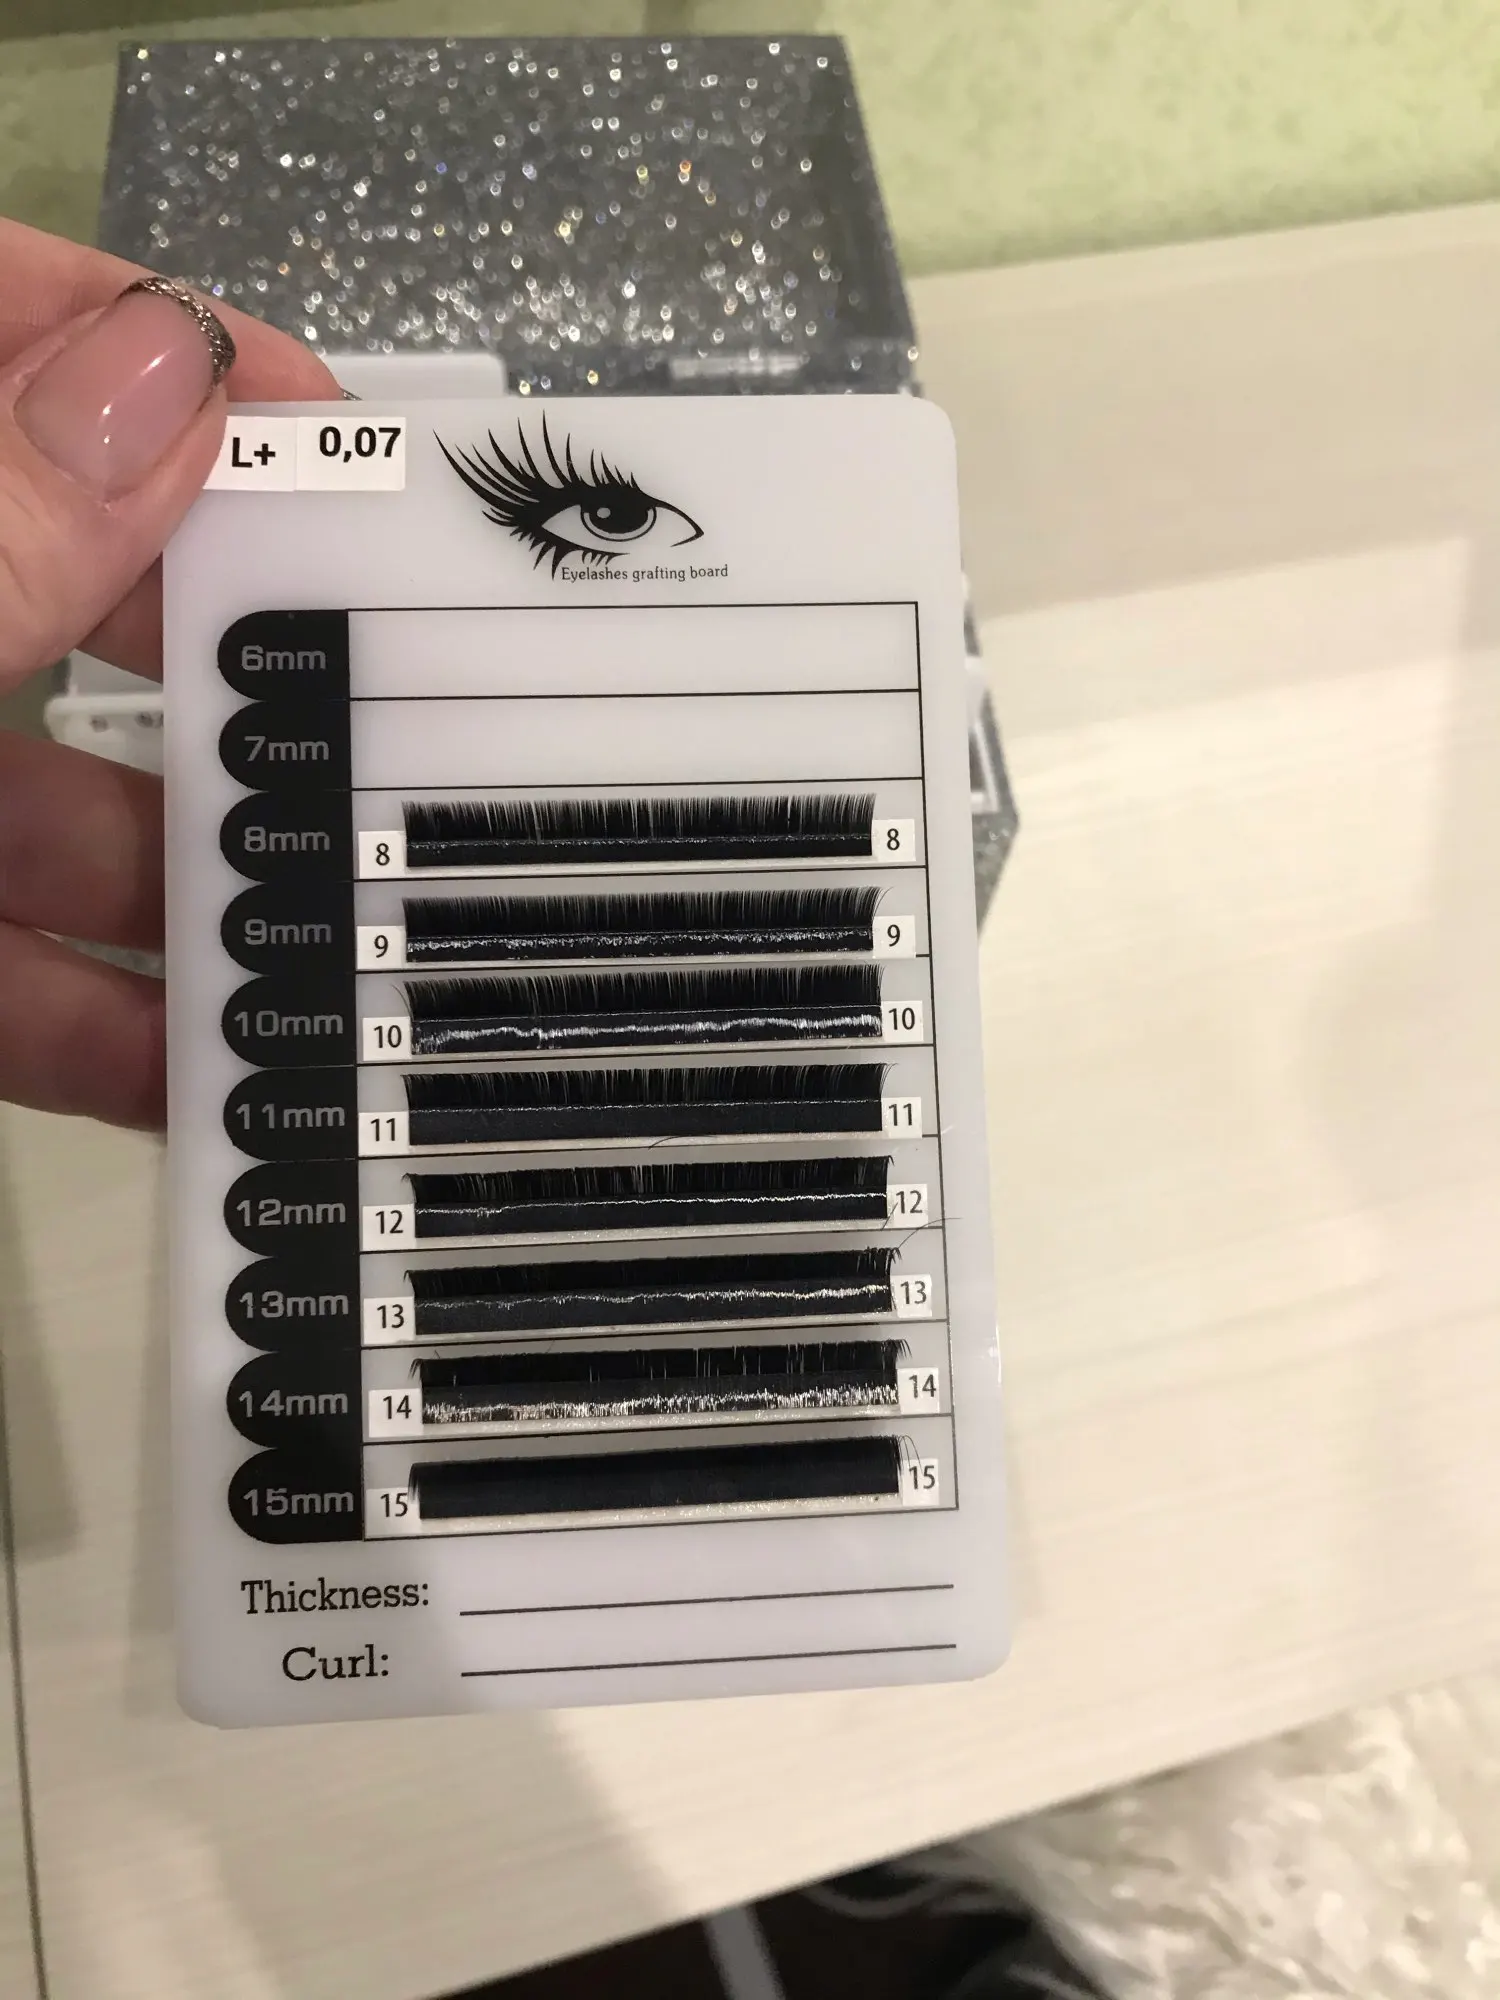 L+ 0,07
Eyelashes grafting board
6mm
7mm
8mm 8 8
9mm 9 9
10mm 10 10
11mm 11 11
12mm 12 12
13mm 13 13
14mm 14 14
15mm 15 15
Thickness:
Curl: